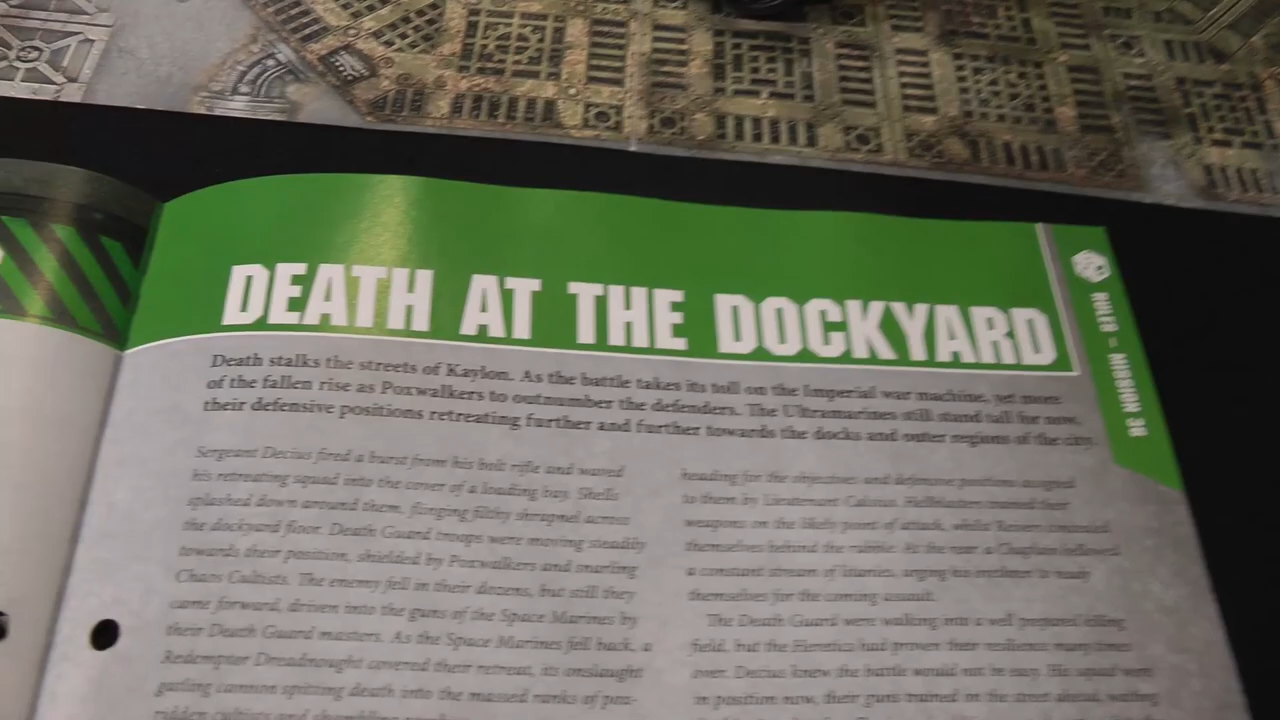 DEATH AT THE DOCKYARD
RULES – MISSION 38
Death stalks the streets of Kaylon. As the battle takes its toll on the Imperial war machine, yet more
of the fallen rise as Poxwalkers to outnumber the defenders. The Ultramarines still stand tall for now,
their defensive positions retreating further and further towards the docks and outer regions of the city.
Sergeant Decius fired a burst from his bolt rifle and waved
his retreating squad into the cover of a loading bay. Shells
splashed down around them, flinging filthy shrapnel across
the dockyard floor. Death Guard troops were moving steadily
towards their position, shielded by Poxwalkers and snarling
Chaos Cultists. The enemy fell in their dozens, but still they
came forward, driven into the guns of the Space Marines by
their Death Guard masters. As the Space Marines fell back, a
Redemptor Dreadnought covered their retreat, its onslaught
gatling cannon spitting death into the massed ranks of pox-
ridden cultists and shambling
heading for the objectives and defensive positions assigned
to them by Lieutenant Calsius. Hellblasters trained their
weapons on the likely point of attack, whilst Reivers concealed
themselves behind the rubble. At the rear a Chaplain bellowed
a constant stream of litanies, urging his brethren to ready
themselves for the coming assault.
The Death Guard were walking into a well prepared killing
field, but the Heretics had proven their resilience many times
over. Decius knew the battle would not be easy. His squad were
in position now, their guns trained on the street ahead, waiting